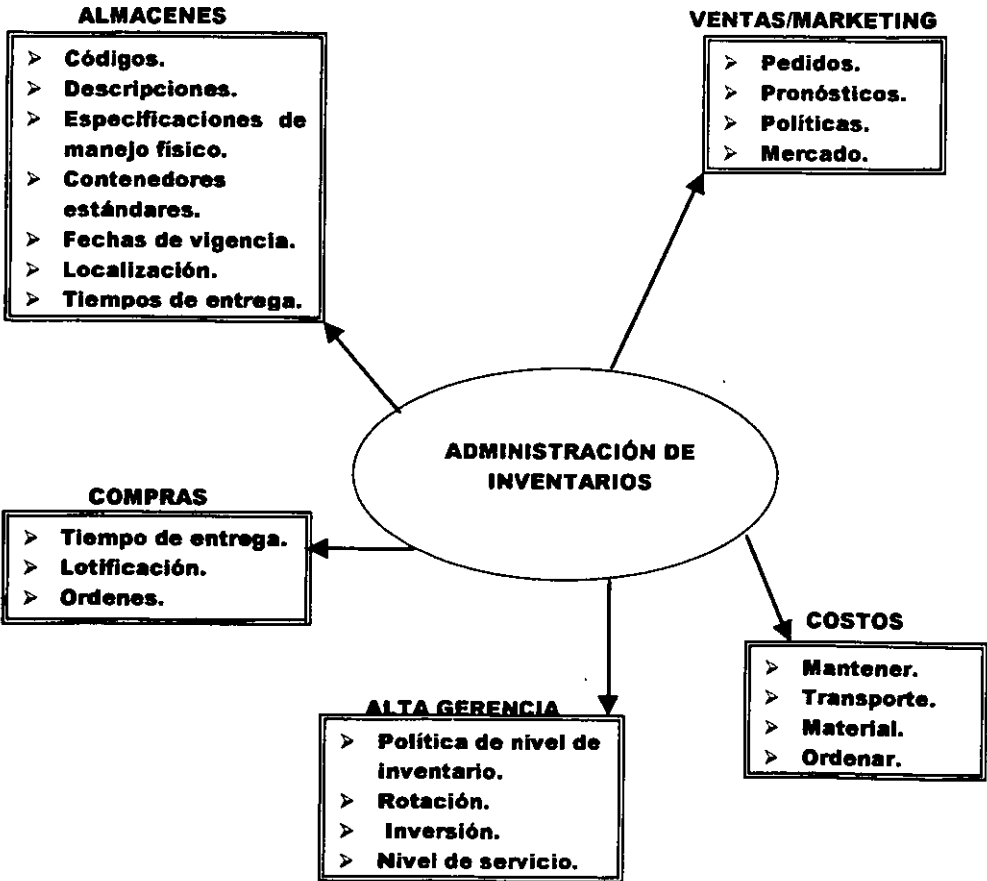 ALMACENES
➢ Códigos.
➢ Descripciones.
➢ Especificaciones de
manejo físico.
➢ Contenedores
estándares.
➢ Fechas de vigencia.
➢ Localización.
➢ Tiempos de entrega.
VENTAS/MARKETING
➢ Pedidos.
➢ Pronósticos.
➢ Políticas.
➢ Mercado.
ADMINISTRACIÓN DE
INVENTARIOS
COMPRAS
➢ Tiempo de entrega.
➢ Lotificación.
➢ Ordenes.
ALTA GERENCIA
➢ Política de nivel de
inventario.
➢ Rotación.
➢ Inversión.
➢ Nivel de servicio.
COSTOS
➢ Mantener.
➢ Transporte.
➢ Material.
➢ Ordenar.